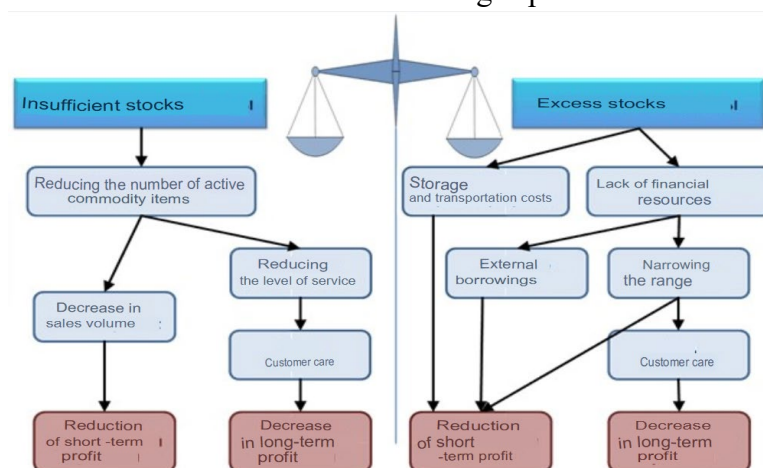 Insufficient stocks
Excess stocks
Reducing the number of active
commodity items
Storage
and transportation costs
Lack of financial
resources
Reducing
the level of service
External
borrowings
Narrowing
the range
Decrease in
sales volume
Customer care
Customer care
Reduction
of short -term
profit
Decrease
in long-term
profit
Reduction
of short
-term profit
Decrease
in long-term
profit